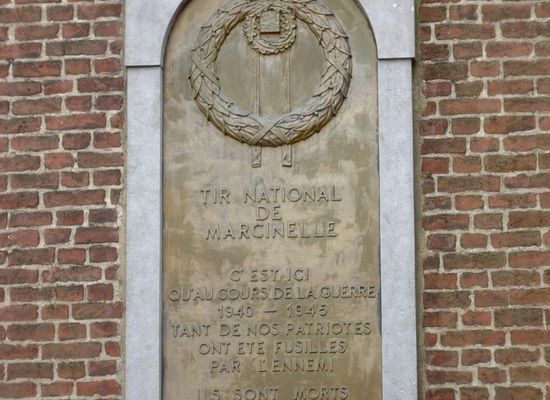 TIR NATIONAL
DE
MARCINELLE
C'EST ICI
QU'AU COURS DE LA GUERRE
1940 - 1945
TANT DE NOS PATRIOTES
ONT ETE FUSILLES
PAR L'ENNEMI
ILS SONT MORTS